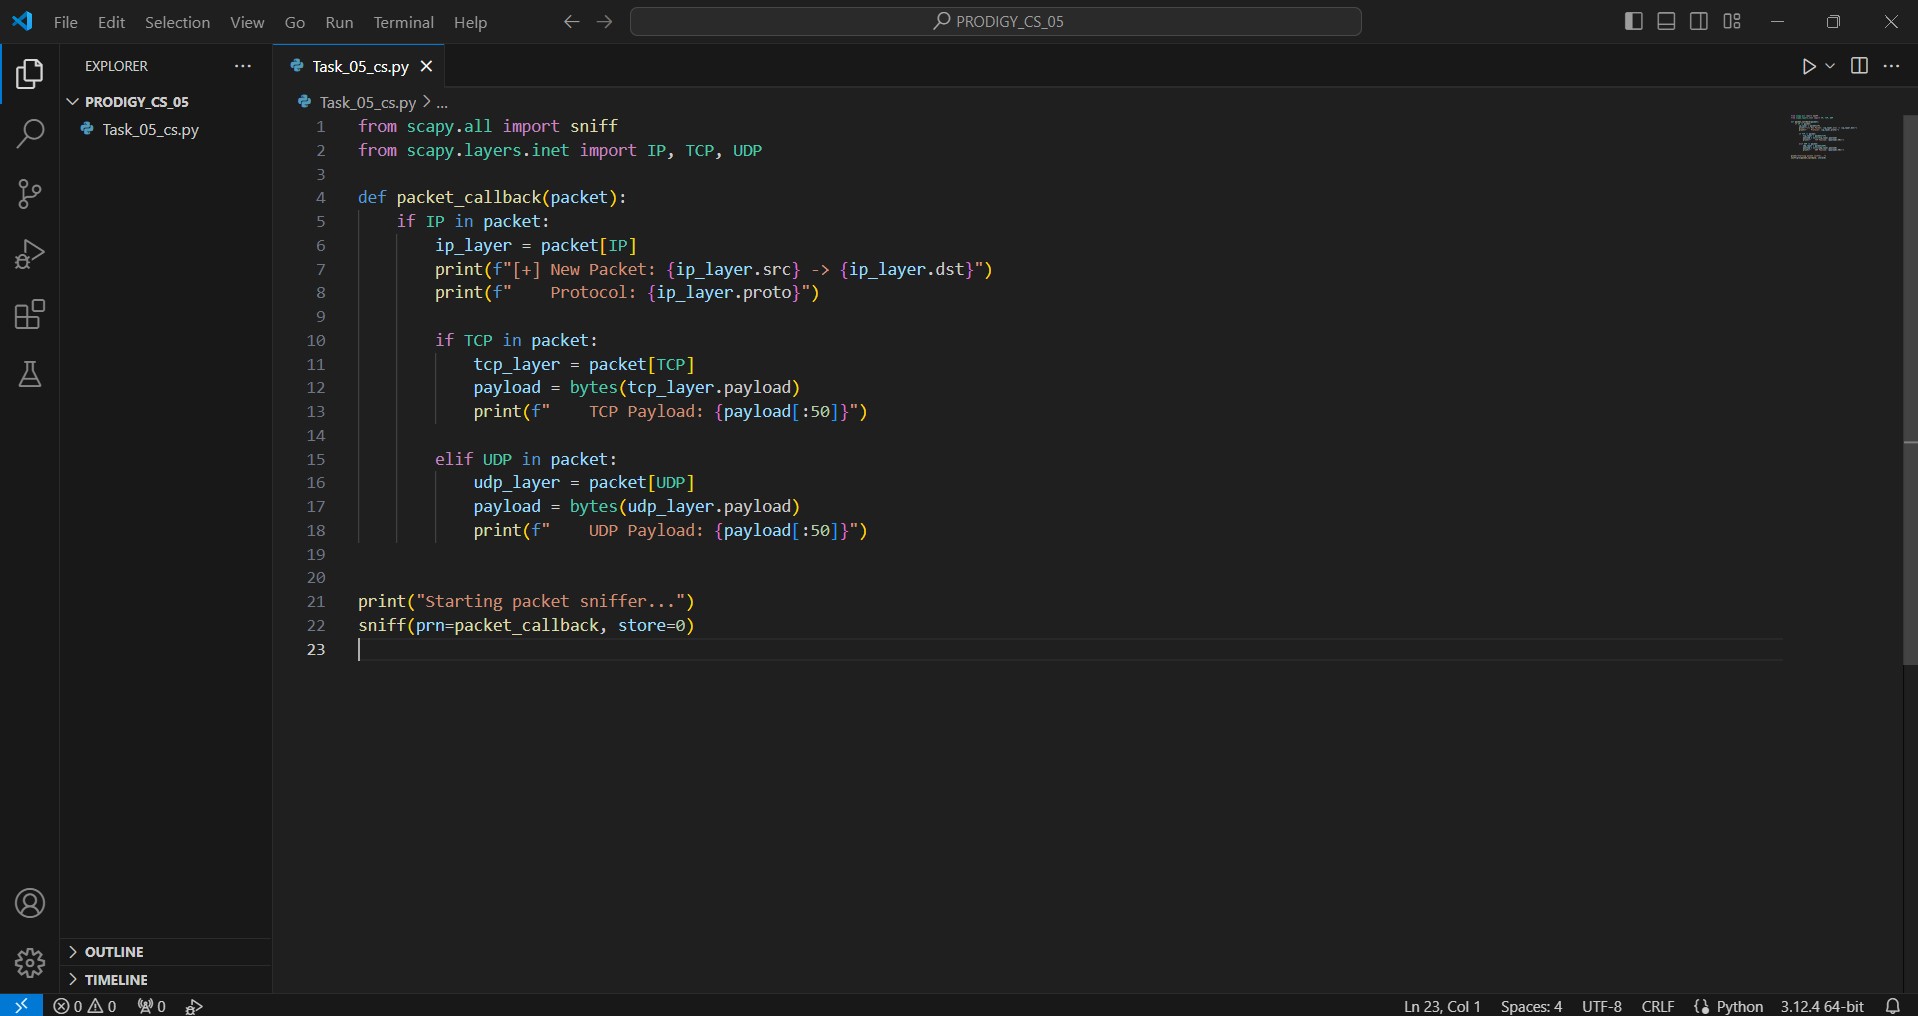 File Edit Selection View Go Run Terminal Help PRODIGY_CS_05
EXPLORER ...
PRODIGY_CS_05
Task_05_cs.py
Task_05_cs.py
Task_05_cs.py > ...
1 from scapy.all import sniff
2 from scapy.layers.inet import IP, TCP, UDP
3
4 def packet_callback(packet):
5     if IP in packet:
6         ip_layer = packet[IP]
7         print(f"[+] New Packet: {ip_layer.src} -> {ip_layer.dst}")
8         print(f"    Protocol: {ip_layer.proto}")
9
10         if TCP in packet:
11             tcp_layer = packet[TCP]
12             payload = bytes(tcp_layer.payload)
13             print(f"    TCP Payload: {payload[:50]}")
14
15         elif UDP in packet:
16             udp_layer = packet[UDP]
17             payload = bytes(udp_layer.payload)
18             print(f"    UDP Payload: {payload[:50]}")
19
20
21 print("Starting packet sniffer...")
22 sniff(prn=packet_callback, store=0)
23
OUTLINE
TIMELINE
0 0 0 Ln 23, Col 1 Spaces: 4 UTF-8 CRLF Python 3.12.4 64-bit